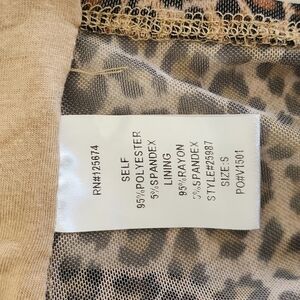 RN#125674
SELF
95%POLYESTER
5%SPANDEX
LINING
95%RAYON
5%SPANDEX
STYLE#25987
SIZE:S
PO#V1501